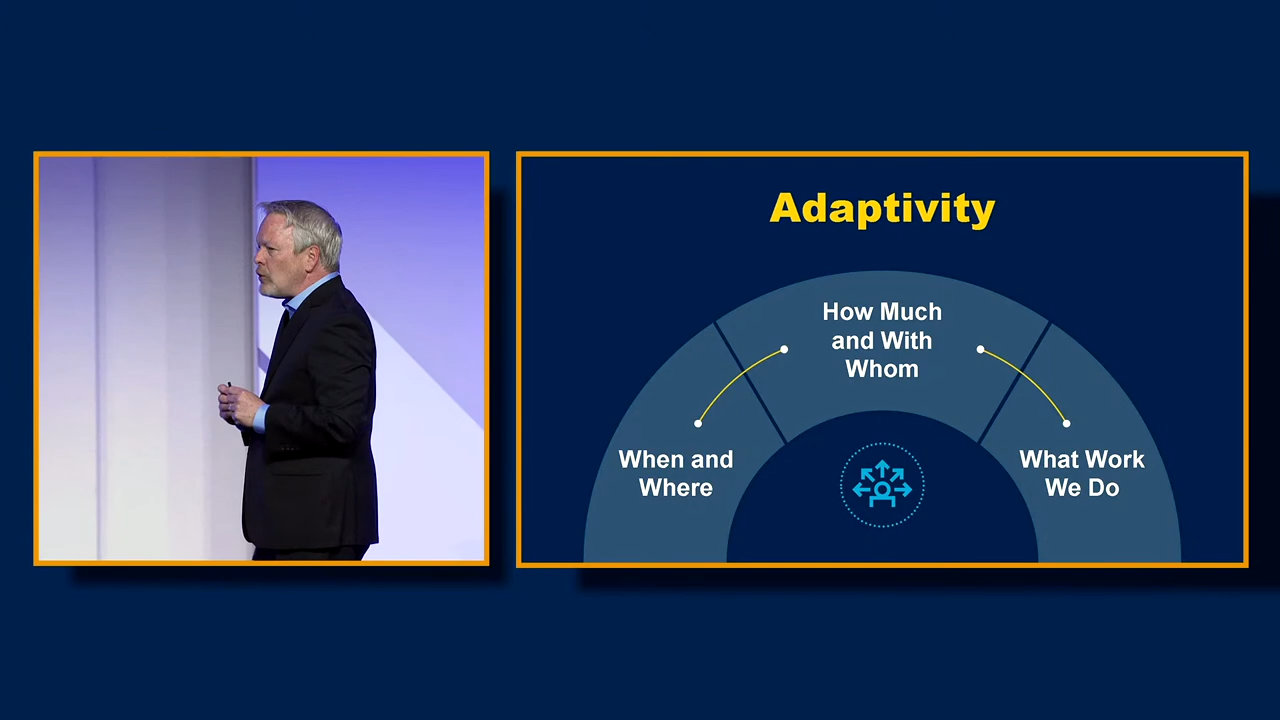 Adaptivity
How Much
and With
Whom
When and
Where
What Work
We Do